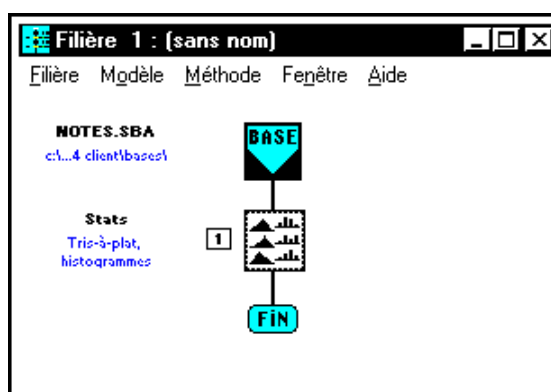 Filière 1 : (sans nom)
Filière Modèle Méthode Fenêtre Aide
NOTES.SBA
c:\...4 client\bases\
BASE
Stats
Tris-à-plat,
histogrammes
1
FiN